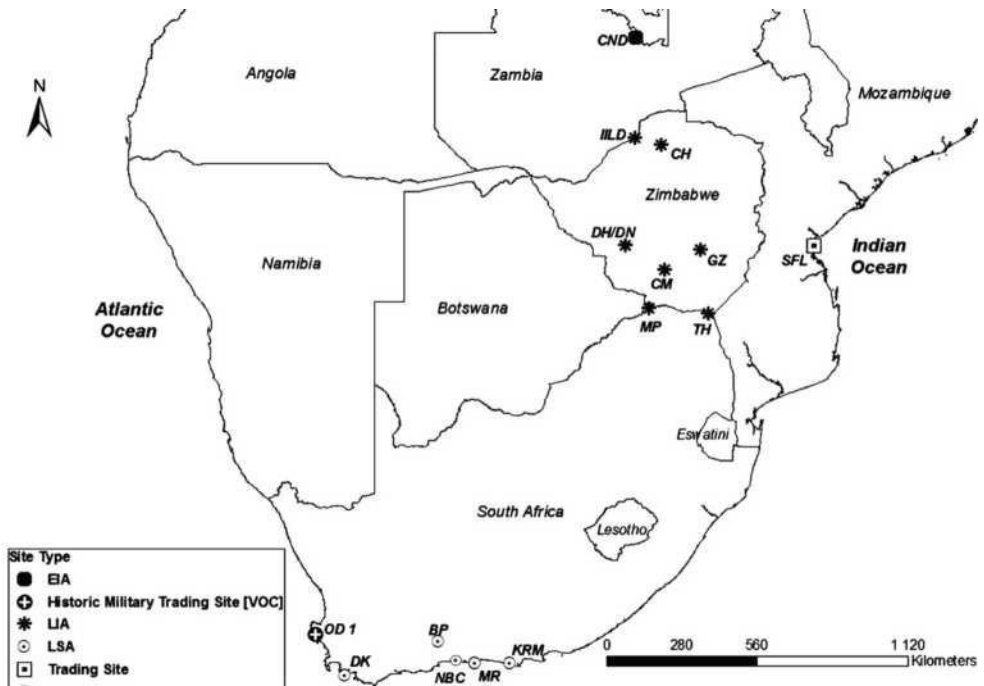 CND
Angola
Zambia
Mozambique
N
IILD
CH
Zimbabwe
DH/DN
GZ
SFL
Indian
Ocean
Namibia
CM
Botswana
Atlantic
Ocean
MP
TH
Eswatini
South Africa
Lesotho
Site Type
EIA
Historic Military Trading Site [VOC]
LIA
LSA
Trading Site
OD 1
DK
BP
NBC
MR
KRM
0 280 560 1 120
Kilometers